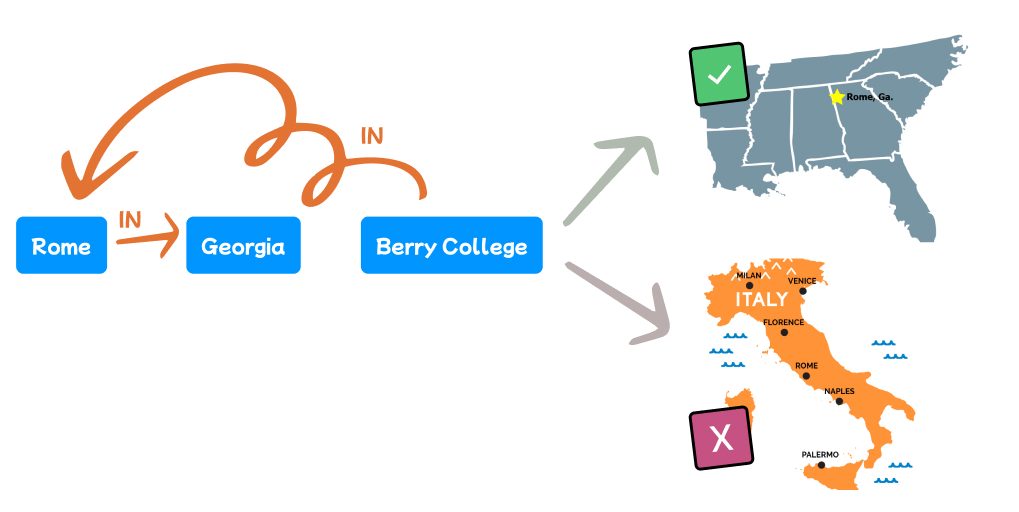 IN
IN
Rome
Georgia
Berry College
Rome, Ga.
MILAN
VENICE
ITALY
FLORENCE
ROME
NAPLES
X
PALERMO